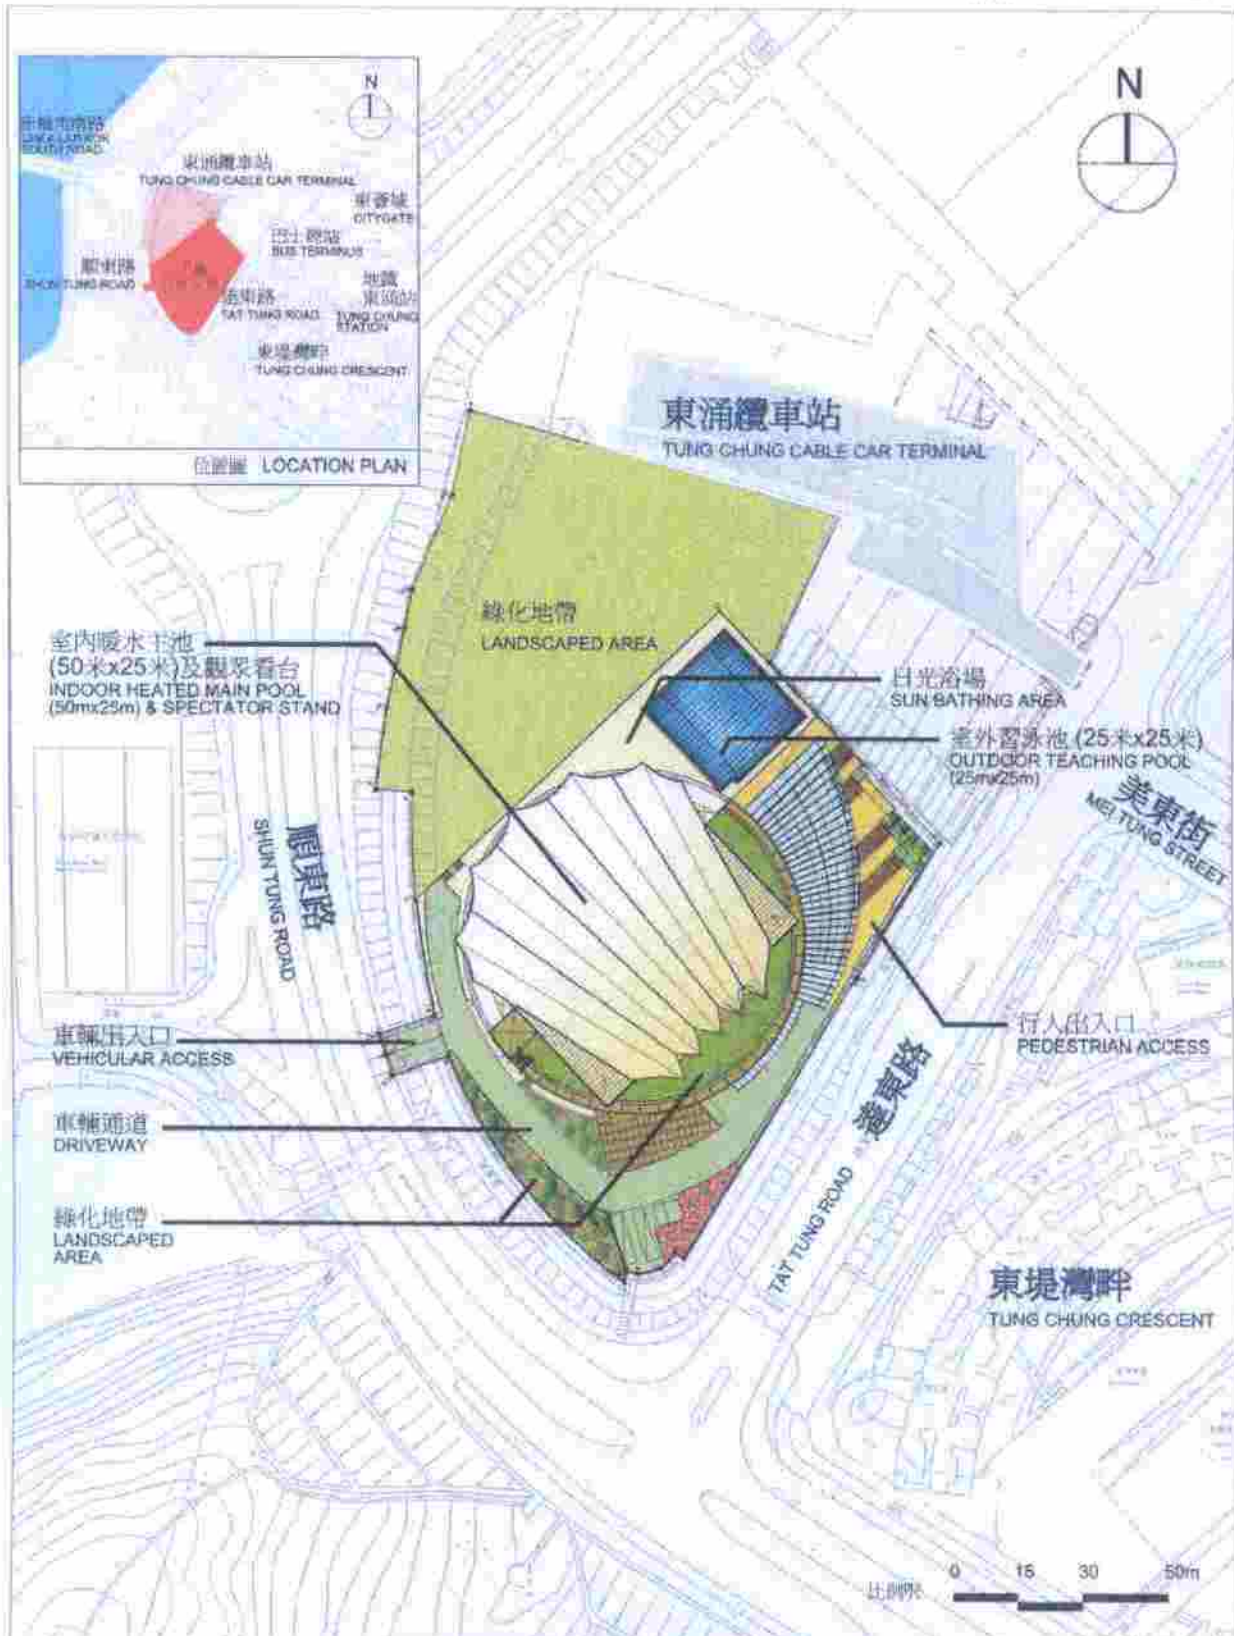 N
SOUTH ROAD
東涌纜車站
TUNG CHUNG CABLE CAR TERMINAL
東薈城
CITYGATE
巴士總站
BUS TERMINUS
順東路
SHUN TUNG ROAD
地鐵
東涌站
TUNG CHUNG
STATION
達東路
TAT TUNG ROAD
東堤灣畔
TUNG CHUNG CRESCENT
位置圖 LOCATION PLAN
N
東涌纜車站
TUNG CHUNG CABLE CAR TERMINAL
綠化地帶
LANDSCAPED AREA
室內暖水主池
(50米x25米)及觀眾看台
INDOOR HEATED MAIN POOL
(50mx25m) & SPECTATOR STAND
日光浴場
SUN BATHING AREA
室外習泳池 (25米x25米)
OUTDOOR TEACHING POOL
(25mx25m)
美東街
MEI TUNG STREET
順東路
SHUN TUNG ROAD
車輛出入口
VEHICULAR ACCESS
行人出入口
PEDESTRIAN ACCESS
車輛通道
DRIVEWAY
達東路
TAT TUNG ROAD
綠化地帶
LANDSCAPED
AREA
東堤灣畔
TUNG CHUNG CRESCENT
比例尺 0 15 30 50m